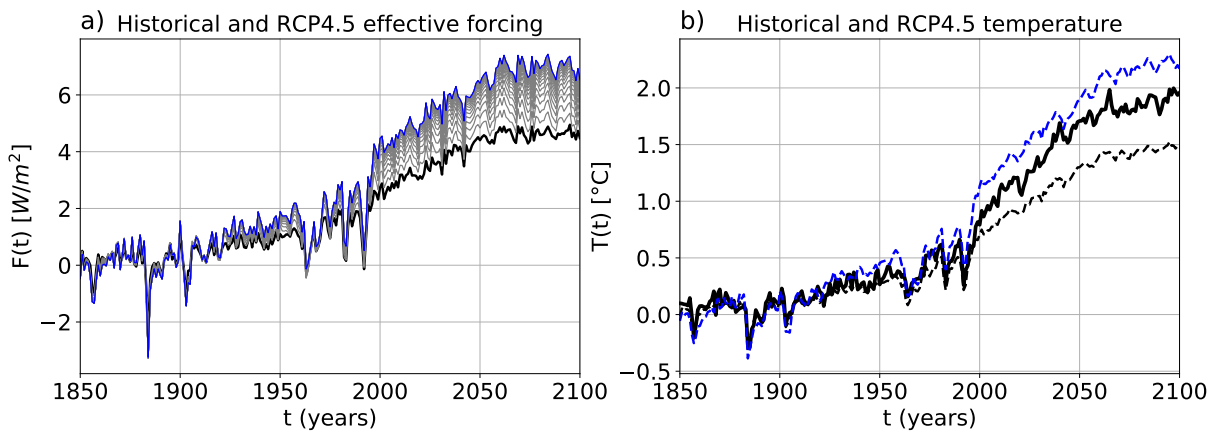 a) Historical and RCP4.5 effective forcing
F(t) [W/m²]
6
4
2
0
−2
1850 1900 1950 2000 2050 2100
t (years)
b) Historical and RCP4.5 temperature
T(t) [°C]
2.0
1.5
1.0
0.5
0.0
−0.5
1850 1900 1950 2000 2050 2100
t (years)